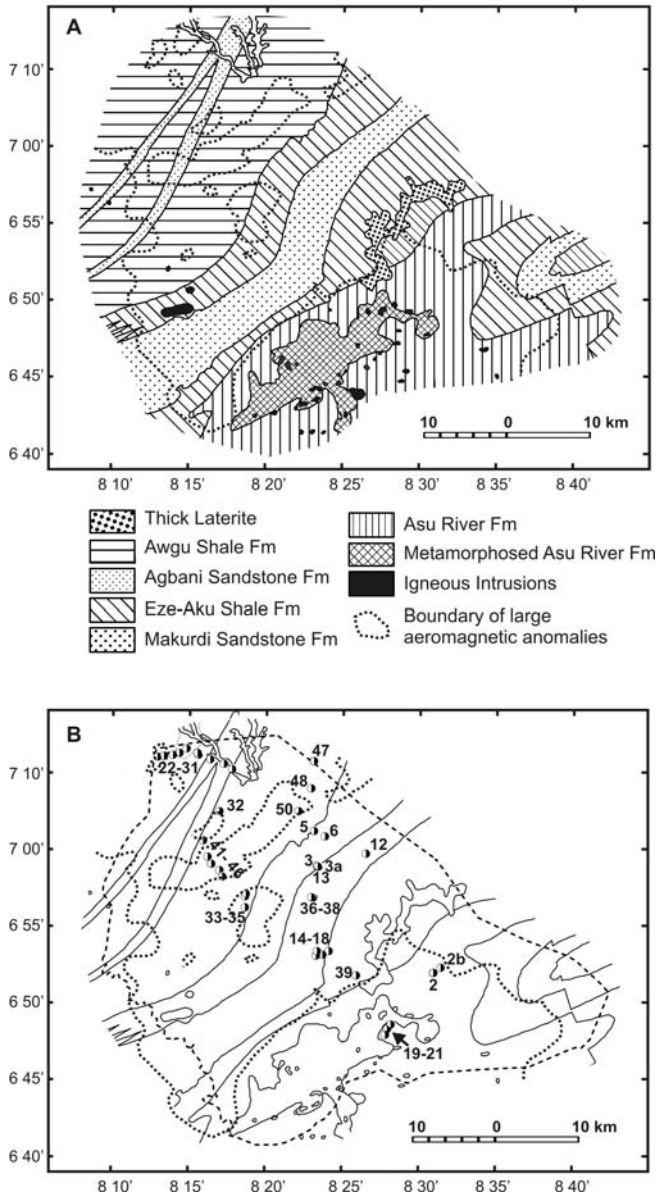 A
7 10'
7 00'
6 55'
6 50'
6 45'
6 40'
10 0 10 km
8 10' 8 15' 8 20' 8 25' 8 30' 8 35' 8 40'
Thick Laterite
Awgu Shale Fm
Agbani Sandstone Fm
Eze-Aku Shale Fm
Makurdi Sandstone Fm
Asu River Fm
Metamorphosed Asu River Fm
Igneous Intrusions
Boundary of large
aeromagnetic anomalies
B
47
7 10'
22-31
48
32
50
5 6
12
7 00'
41
46
3 3a
13
6 55'
33-35
36-38
14-18
2b
39
2
6 50'
19-21
6 45'
10 0 10 km
6 40'
8 10' 8 15' 8 20' 8 25' 8 30' 8 35' 8 40'